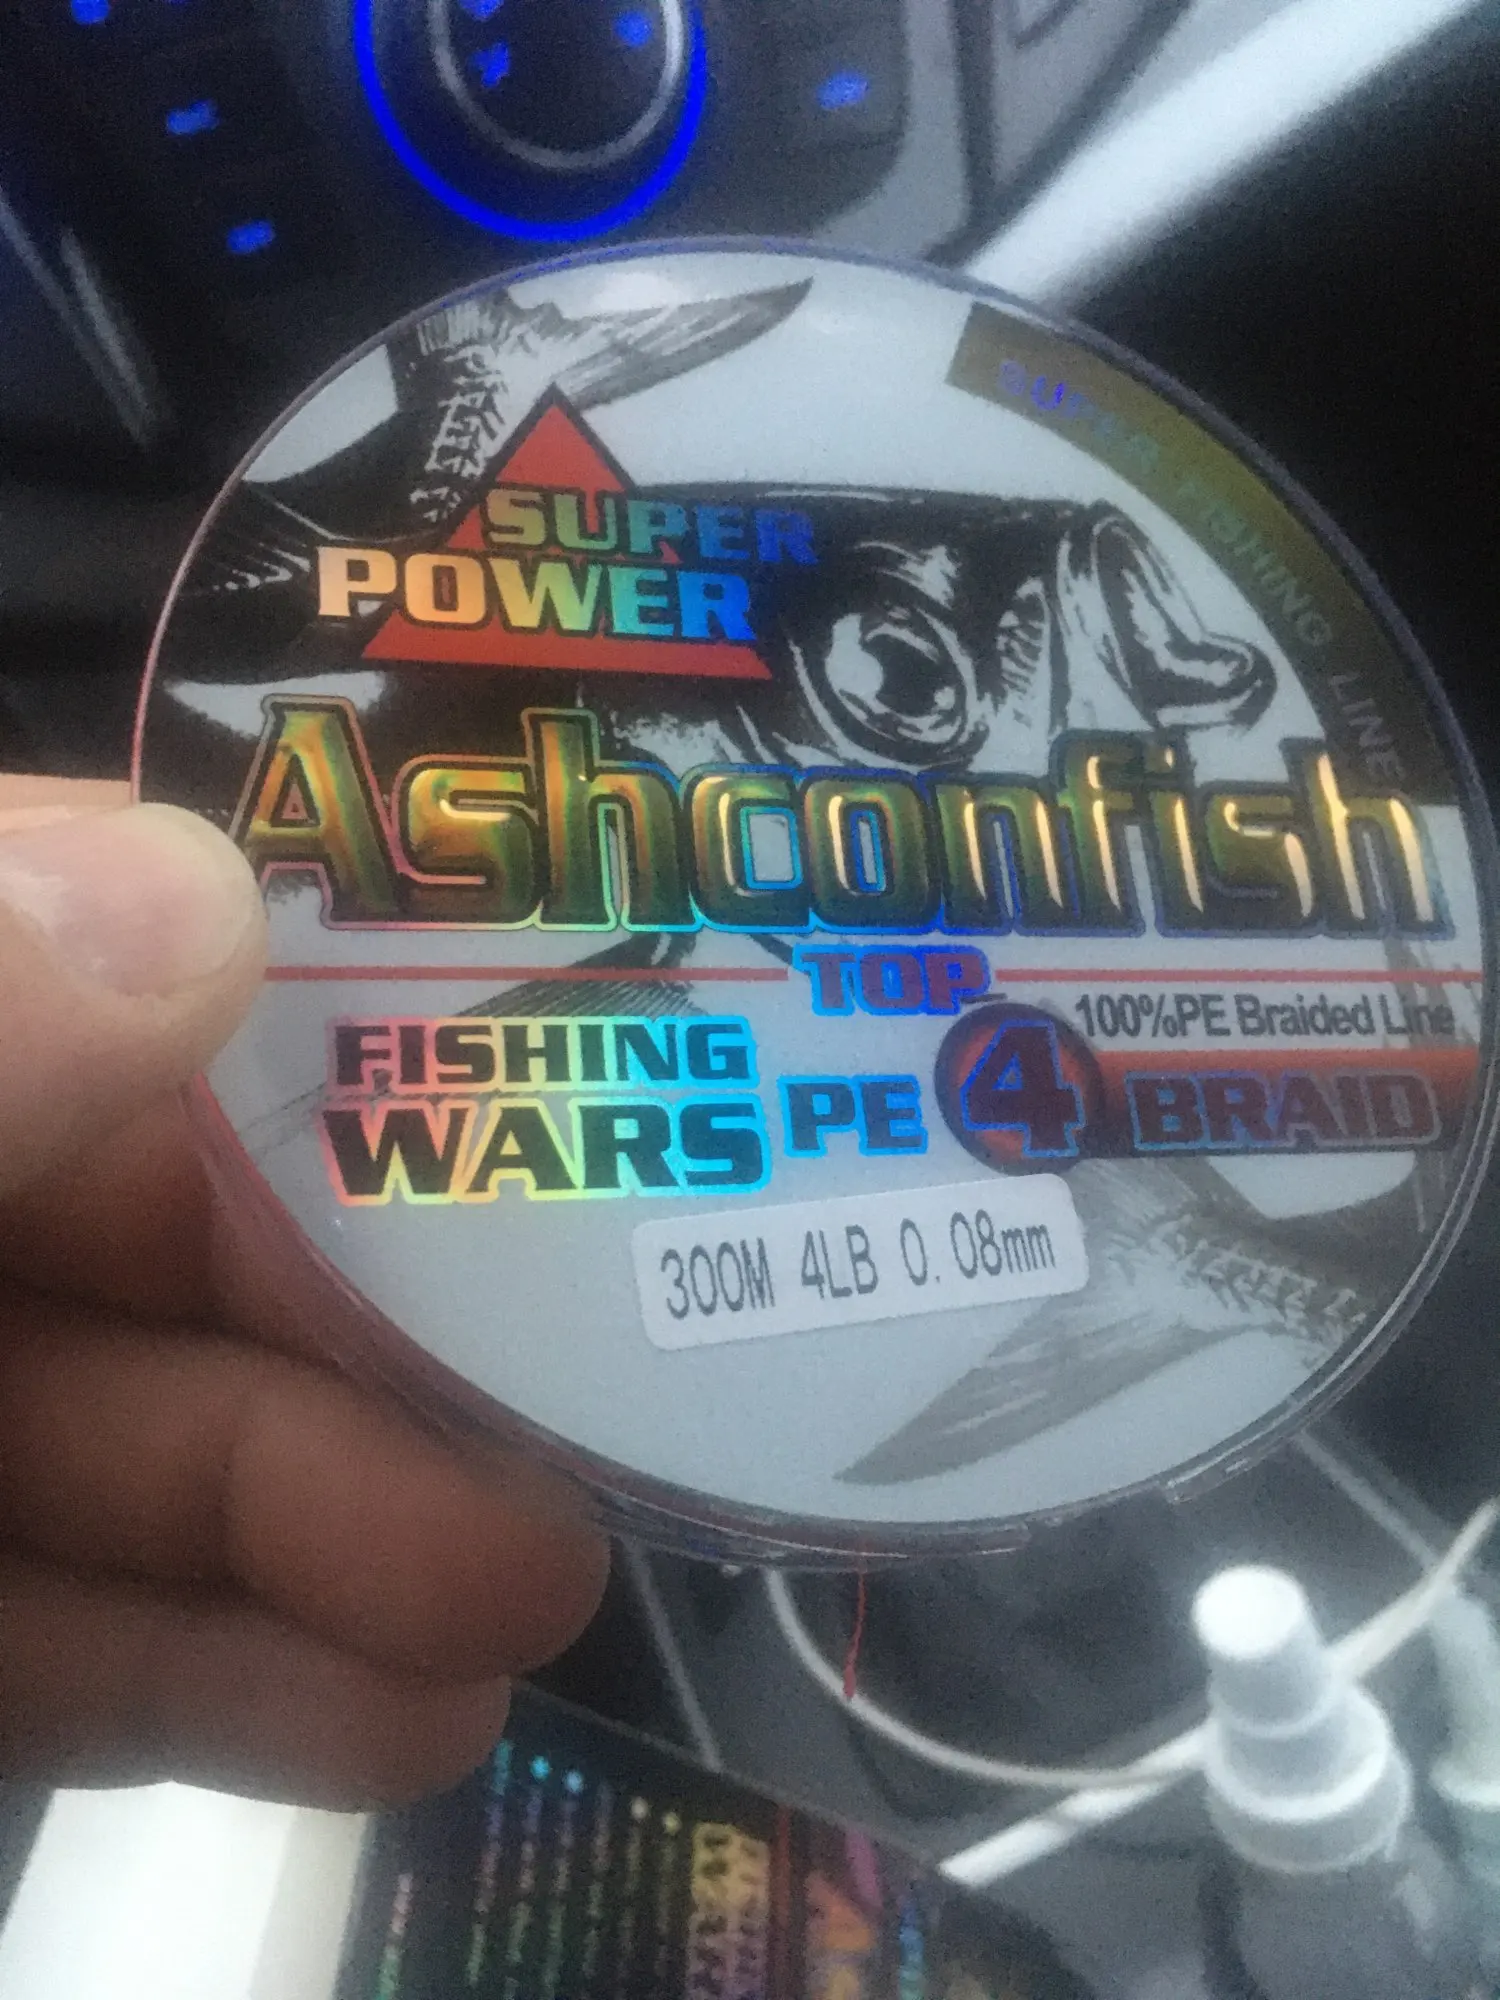 SUPER FISHING LINE
SUPER
POWER
Ashconfish
TOP
100%PE Braided Line
FISHING
WARS
PE 4 BRAID
300M 4LB 0.08mm